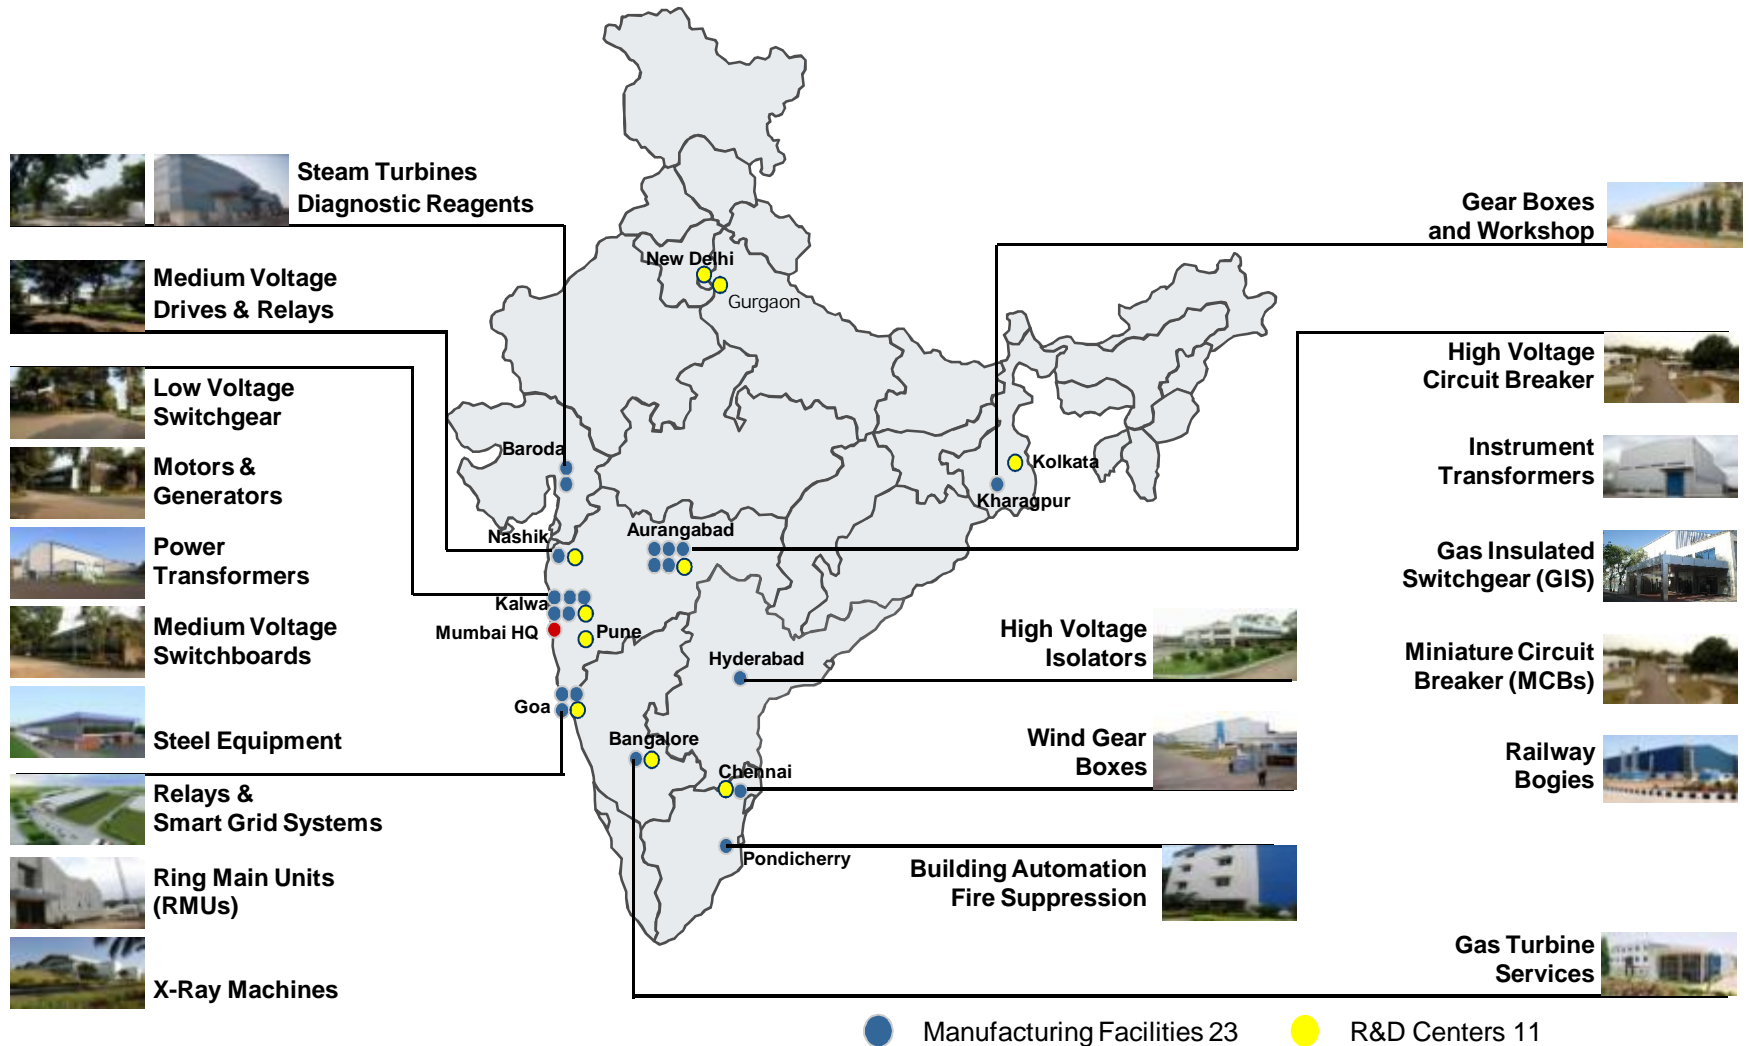 Steam Turbines
Diagnostic Reagents
Medium Voltage
Drives & Relays
Low Voltage
Switchgear
Motors &
Generators
Power
Transformers
Medium Voltage
Switchboards
Steel Equipment
Relays &
Smart Grid Systems
Ring Main Units
(RMUs)
X-Ray Machines
New Delhi
Gurgaon
Baroda
Kolkata
Kharagpur
Nashik
Aurangabad
Kalwa
Mumbai HQ
Pune
Hyderabad
Goa
Bangalore
Chennai
Pondicherry
High Voltage
Isolators
Wind Gear
Boxes
Building Automation
Fire Suppression
Gear Boxes
and Workshop
High Voltage
Circuit Breaker
Instrument
Transformers
Gas Insulated
Switchgear (GIS)
Miniature Circuit
Breaker (MCBs)
Railway
Bogies
Gas Turbine
Services
Manufacturing Facilities 23
R&D Centers 11